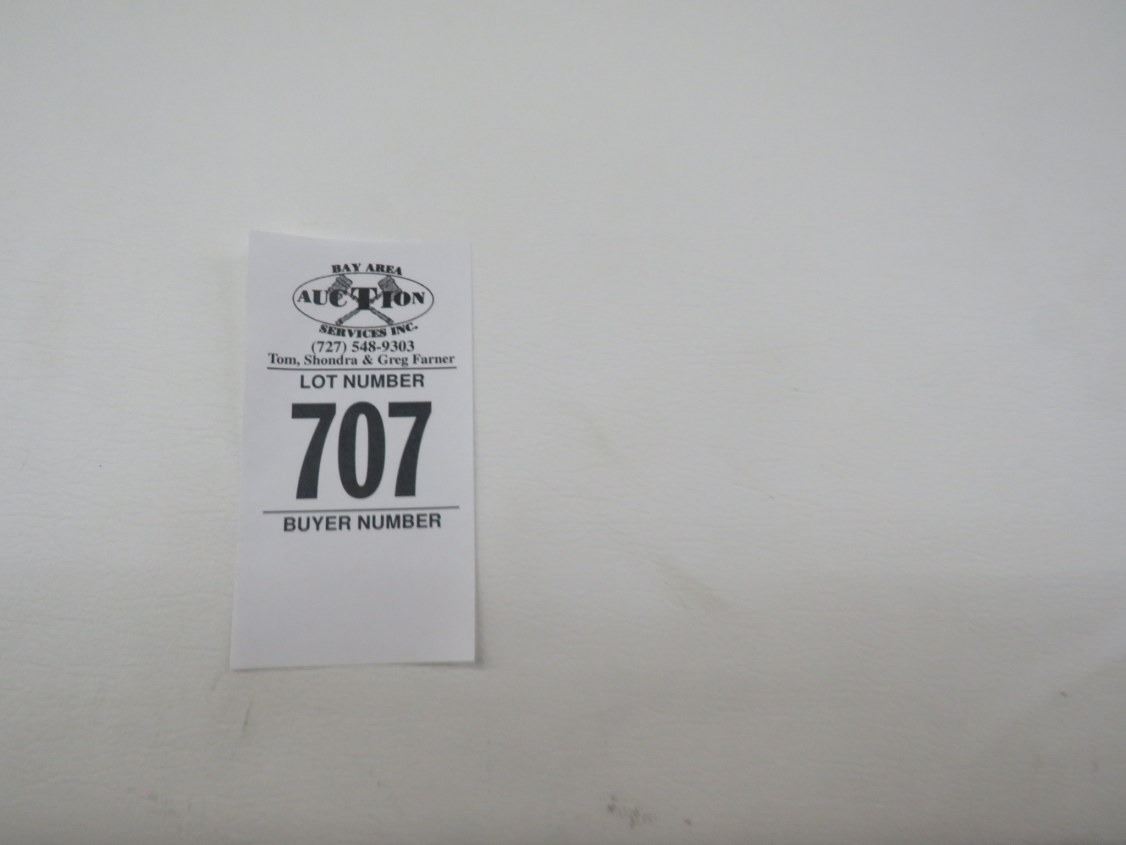 BAY AREA
AUCTION
SERVICES INC.
(727) 548-9303
Tom, Shondra & Greg Farner
LOT NUMBER
707
BUYER NUMBER